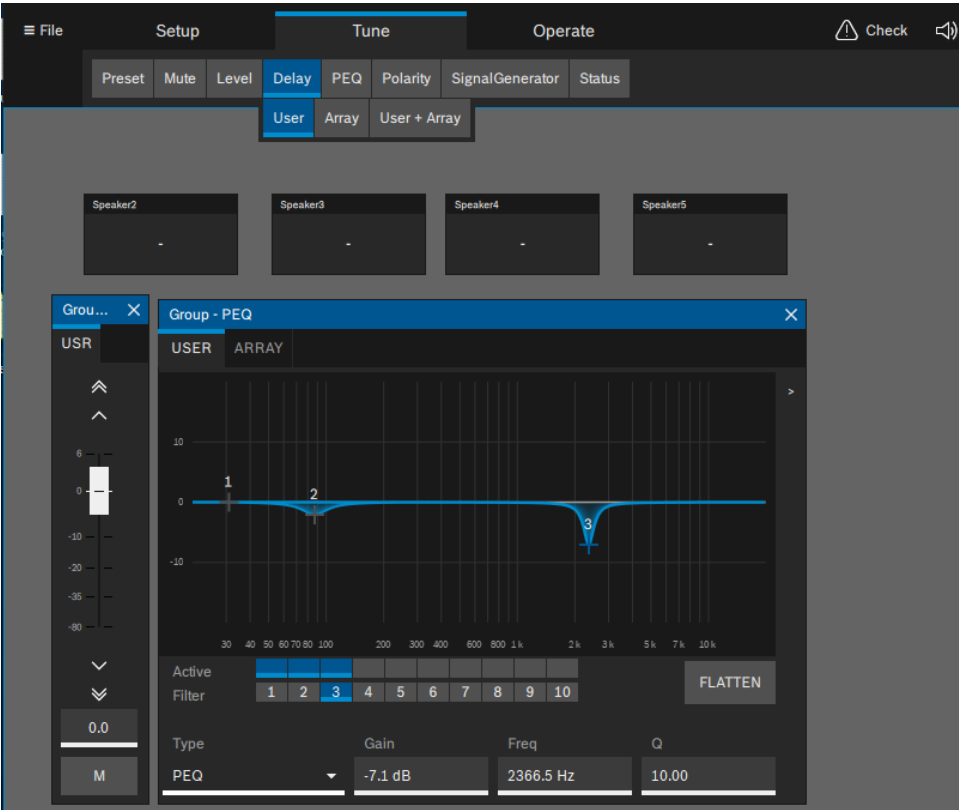 ≡ File Setup Tune Operate Check
Preset Mute Level Delay PEQ Polarity SignalGenerator Status
User Array User + Array
Speaker2 Speaker3 Speaker4 Speaker5
- - - -
Grou... Group - PEQ
USR USER ARRAY
>
6
0
-10
-20
-35
-80
0.0
M
10
0
-10
1
2
3
30 40 50 60 70 80 100 200 300 400 600 800 1 k 2 k 3 k 5 k 7 k 10 k
Active
Filter 1 2 3 4 5 6 7 8 9 10
FLATTEN
Type Gain Freq Q
PEQ -7.1 dB 2366.5 Hz 10.00